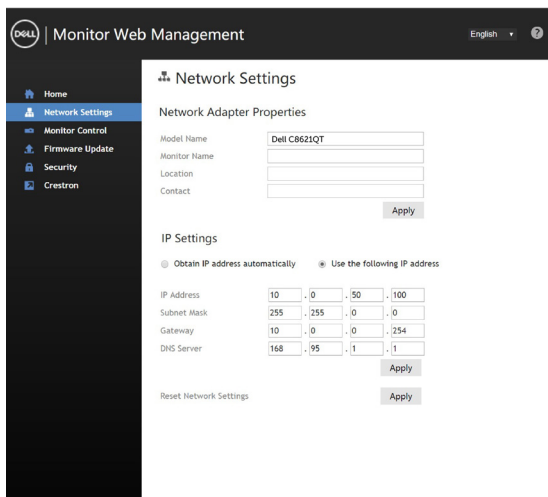 DELL
Monitor Web Management
English
?
Home
Network Settings
Monitor Control
Firmware Update
Security
Crestron
Network Settings
Network Adapter Properties
Model Name Dell C8621QT
Monitor Name
Location
Contact
Apply
IP Settings
Obtain IP address automatically Use the following IP address
IP Address 10 . 0 . 50 . 100
Subnet Mask 255 . 255 . 0 . 0
Gateway 10 . 0 . 0 . 254
DNS Server 168 . 95 . 1 . 1
Apply
Reset Network Settings Apply